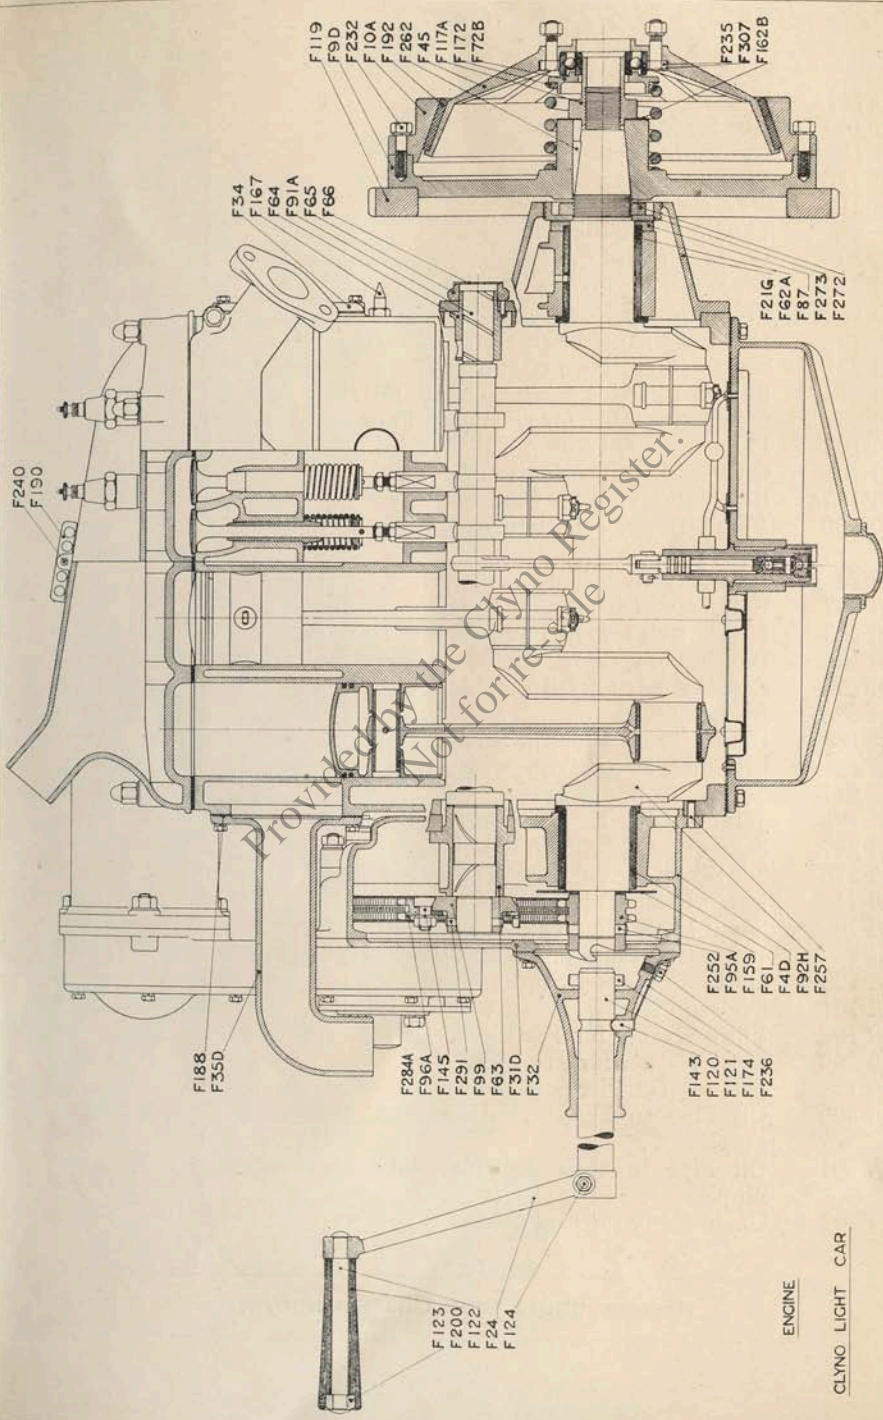 F119
F9D
F232
F10A
F192
F262
F45
F117A
F172
F72B
F235
F307
F162B
F34
F167
F64
F91A
F65
F66
F240
F190
F21G
F62A
F87
F273
F272
Provided by the Clyno Register.
Not for re-sale
F188
F35D
F284A
F96A
F145
F291
F99
F63
F31D
F32
F252
F95A
F159
F61
F4D
F92H
F257
F143
F120
F121
F174
F236
F123
F200
F122
F24
F124
ENGINE
CLYNO LIGHT CAR